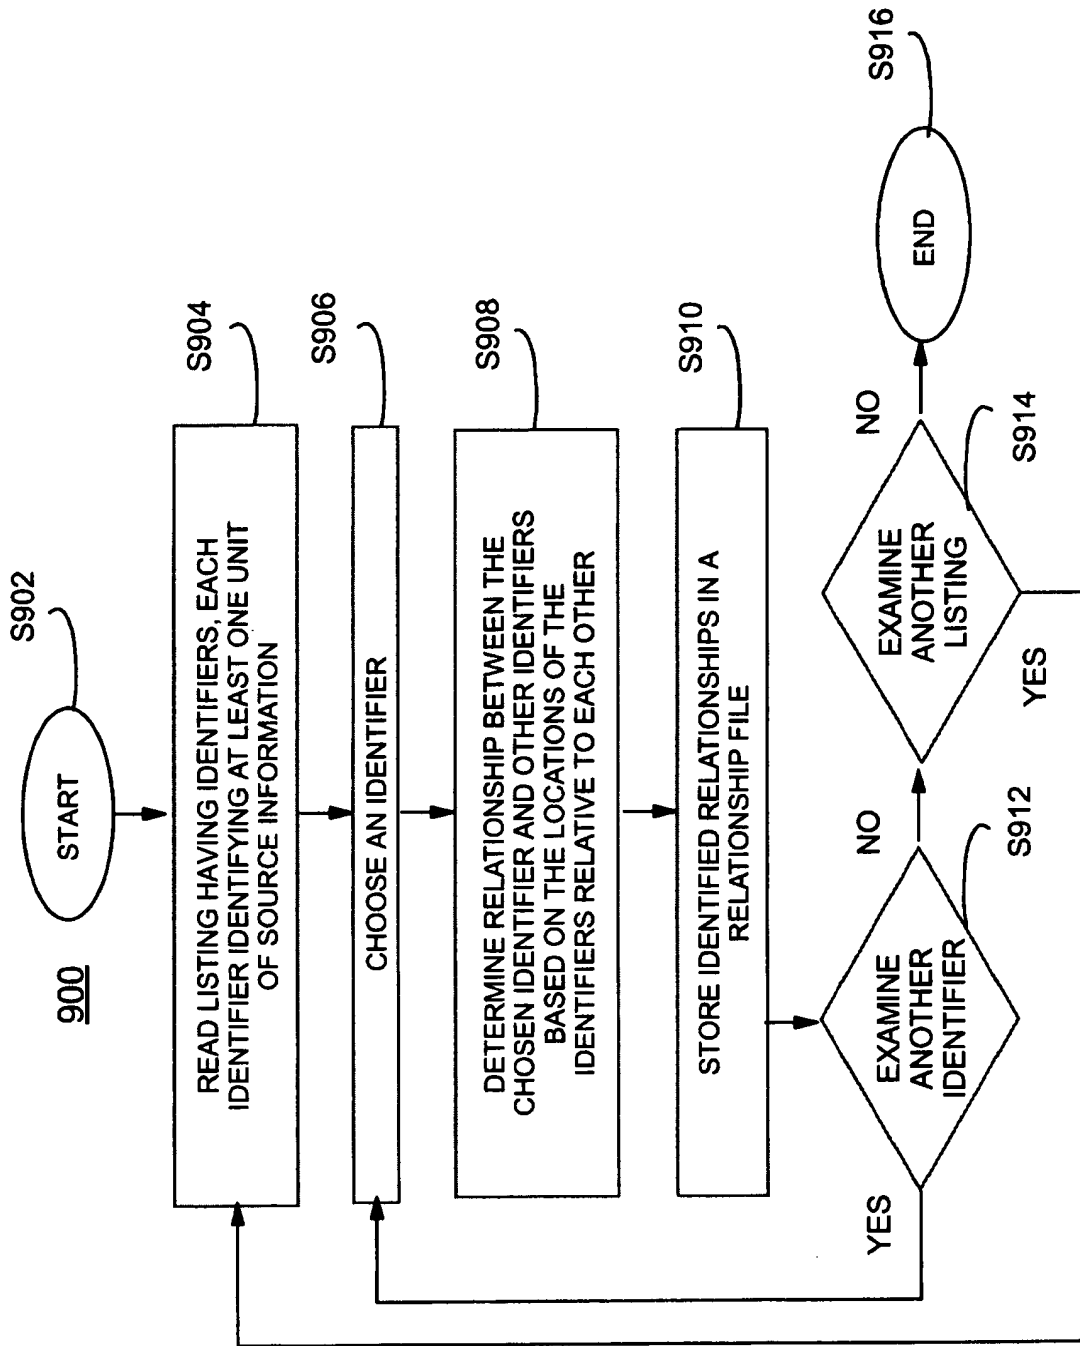 900
START
S902
READ LISTING HAVING IDENTIFIERS, EACH
IDENTIFIER IDENTIFYING AT LEAST ONE UNIT
OF SOURCE INFORMATION
S904
CHOOSE AN IDENTIFIER
S906
DETERMINE RELATIONSHIP BETWEEN THE
CHOSEN IDENTIFIER AND OTHER IDENTIFIERS
BASED ON THE LOCATIONS OF THE
IDENTIFIERS RELATIVE TO EACH OTHER
S908
STORE IDENTIFIED RELATIONSHIPS IN A
RELATIONSHIP FILE
S910
YES
EXAMINE
ANOTHER
IDENTIFIER
NO
S912
EXAMINE
ANOTHER
LISTING
YES
NO
S914
END
S916